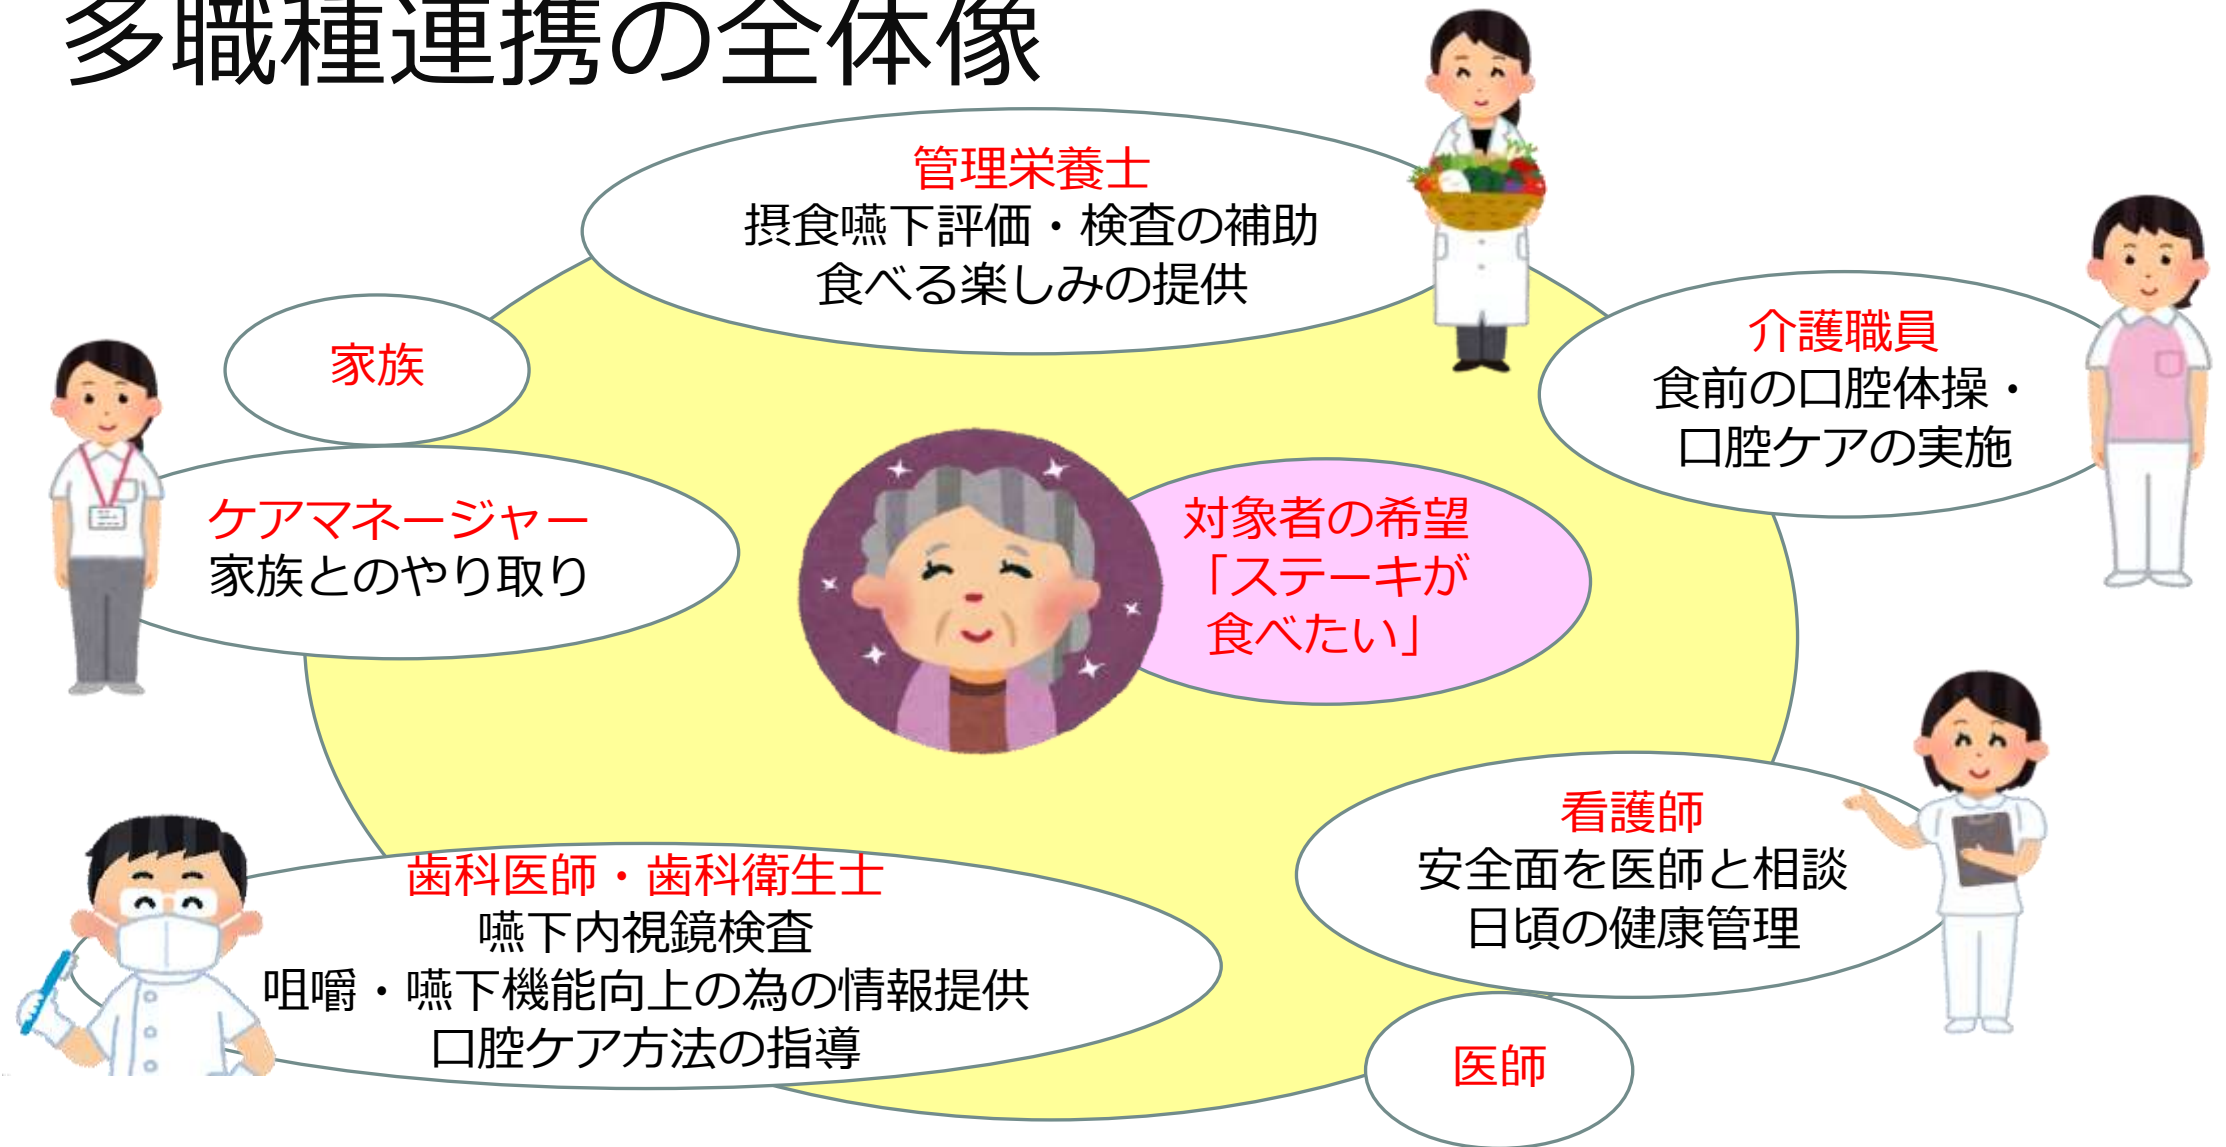 多職種連携の全体像
管理栄養士
摂食嚥下評価・検査の補助
食べる楽しみの提供
家族
介護職員
食前の口腔体操・
口腔ケアの実施
ケアマネージャー
家族とのやり取り
対象者の希望
「ステーキが
食べたい」
看護師
安全面を医師と相談
日頃の健康管理
歯科医師・歯科衛生士
嚥下内視鏡検査
咀嚼・嚥下機能向上の為の情報提供
口腔ケア方法の指導
医師